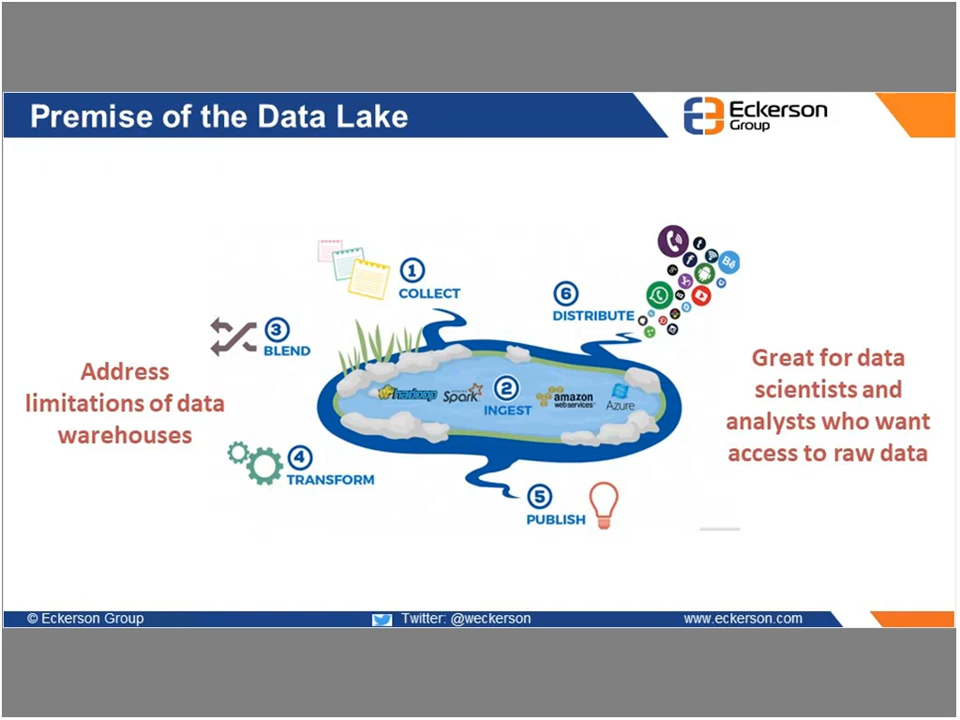 Premise of the Data Lake
Eckerson
Group
1
COLLECT
6
DISTRIBUTE
3
BLEND
Address
limitations of data
warehouses
hadoop
Spark
2
INGEST
amazon
webservices
Azure
Great for data
scientists and
analysts who want
access to raw data
4
TRANSFORM
5
PUBLISH
© Eckerson Group
Twitter: @weckerson
www.eckerson.com